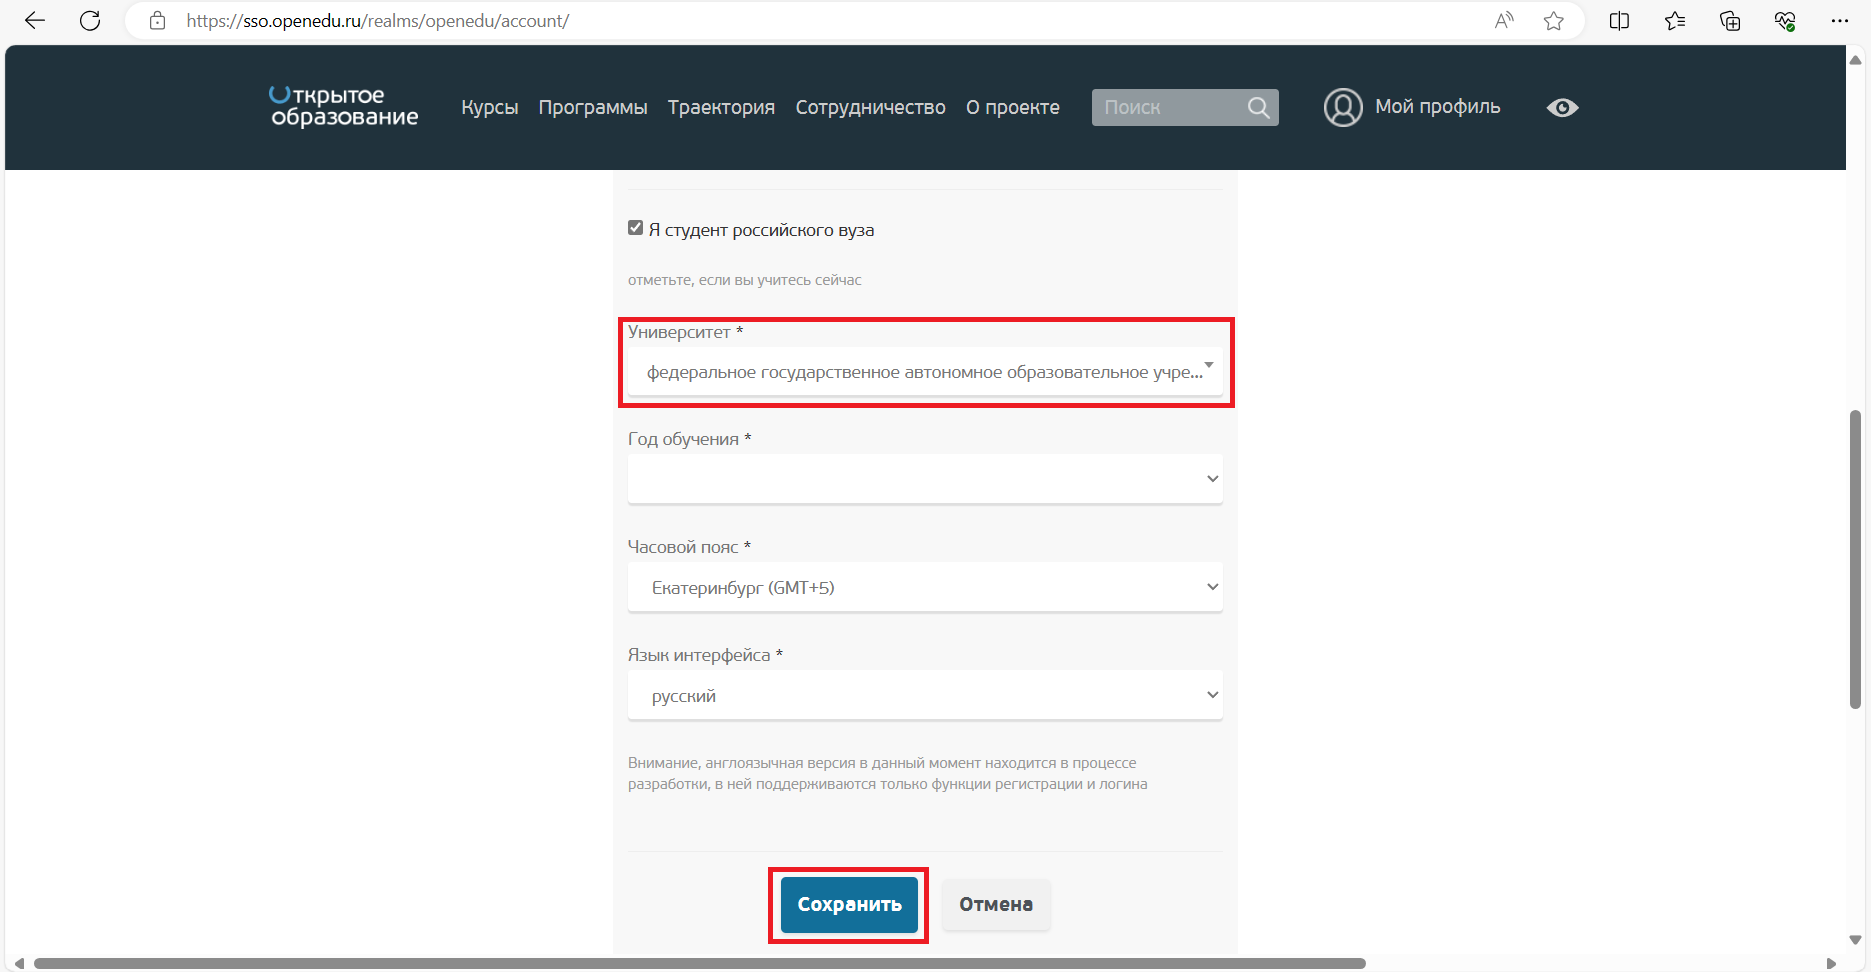 https://sso.openedu.ru/realms/openedu/account/
Открытое
образование
Курсы Программы Траектория Сотрудничество О проекте Поиск Мой профиль
Я студент российского вуза
отметьте, если вы учитесь сейчас
Университет *
федеральное государственное автономное образовательное учре...
Год обучения *
Часовой пояс *
Екатеринбург (GMT+5)
Язык интерфейса *
русский
Внимание, англоязычная версия в данный момент находится в процессе
разработки, в ней поддерживаются только функции регистрации и логина
Сохранить Отмена